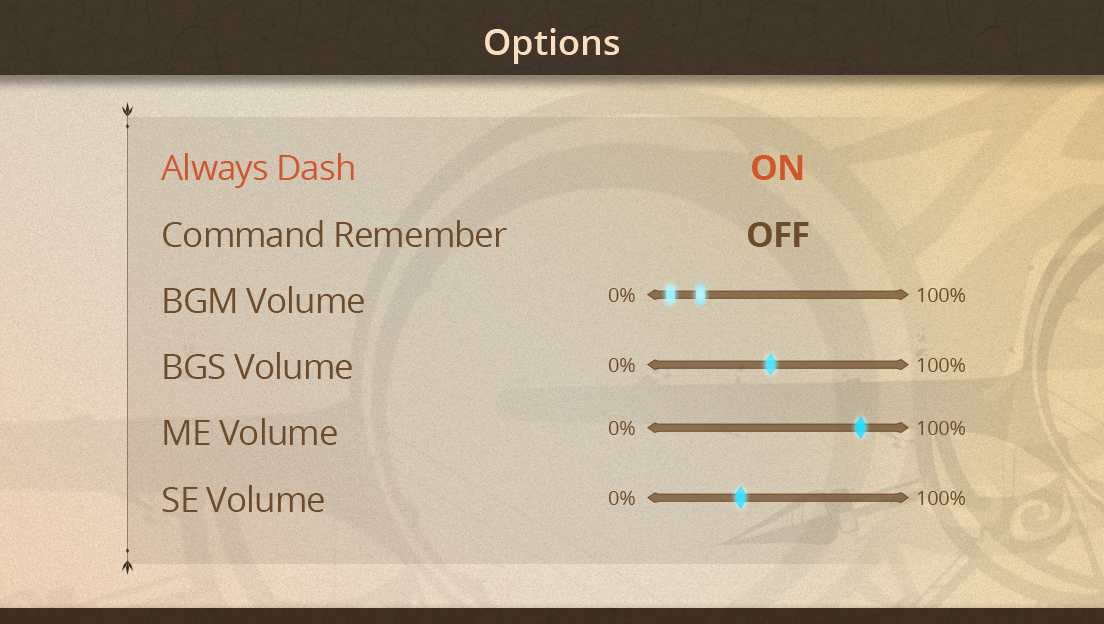 Options
Always Dash ON
Command Remember OFF
BGM Volume 0% 100%
BGS Volume 0% 100%
ME Volume 0% 100%
SE Volume 0% 100%